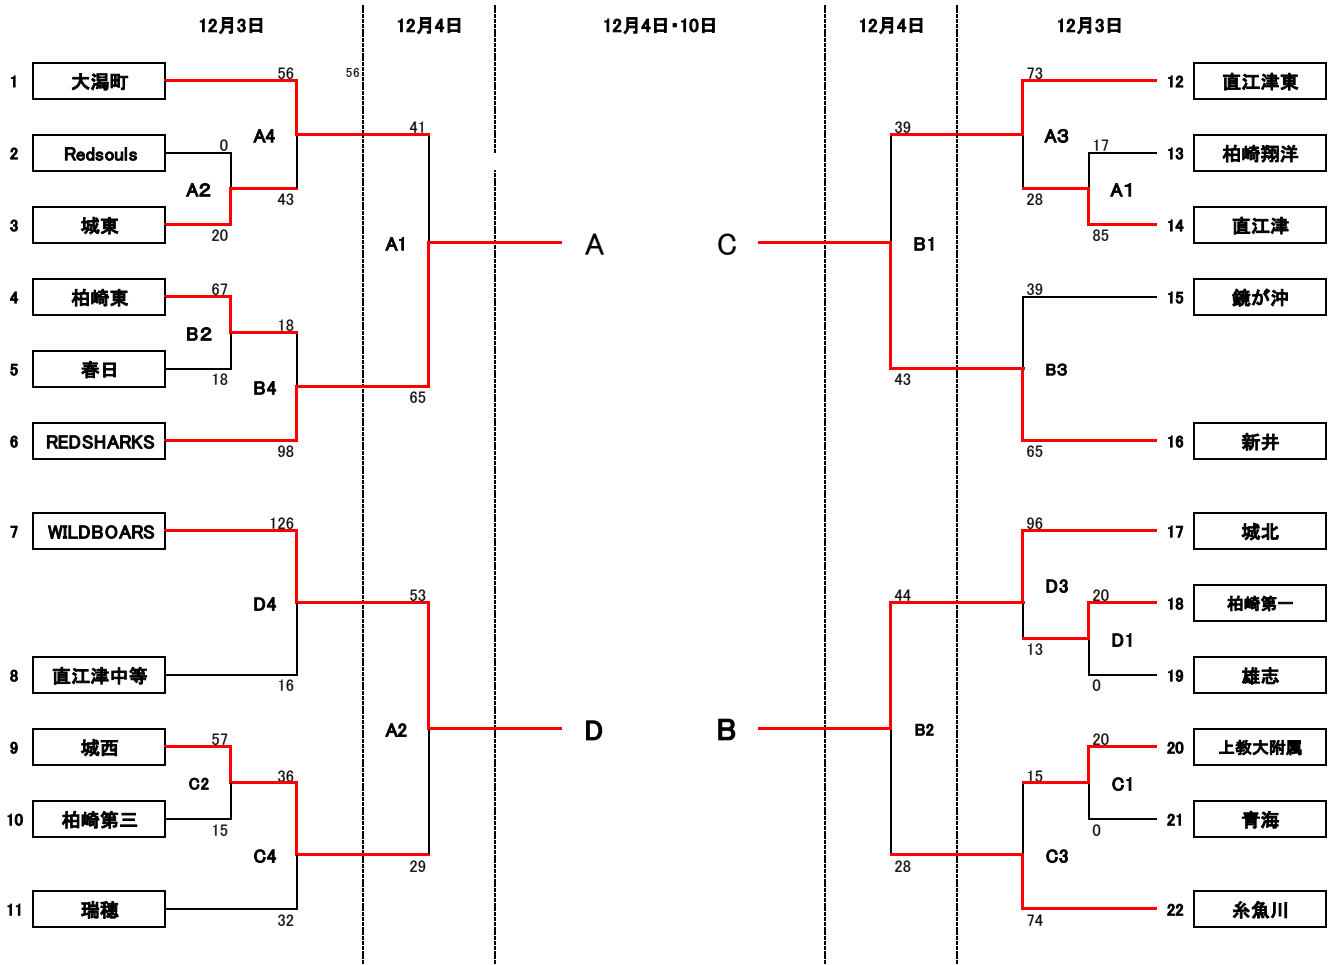 12月3日 12月4日 12月4日・10日 12月4日 12月3日
1 大潟町 56 56 73 12 直江津東
A4 41 39 A3
2 Redsouls 0 17 13 柏崎翔洋
A2 A1
43 28
3 城東 20 85 14 直江津
A1 A C B1
4 柏崎東 67 39 15 鏡が沖
B2 18
5 春日 18 43 B3
B4 65
6 REDSHARKS 98 65 16 新井
7 WILDBOARS 126 96 17 城北
D4 53 44 D3 20 18 柏崎第一
13 D1
8 直江津中等 16 0 19 雄志
A2 D B B2
9 城西 57 20 20 上教大附属
C2 36 15 C1
10 柏崎第三 15 0 21 青海
C4 29 28 C3
11 瑞穂 32 74 22 糸魚川